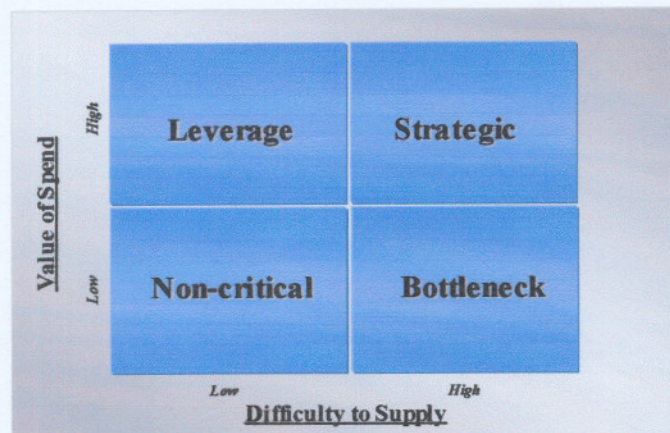 High
Leverage
Strategic
Value of Spend
Low
Non-critical
Bottleneck
Low
High
Difficulty to Supply